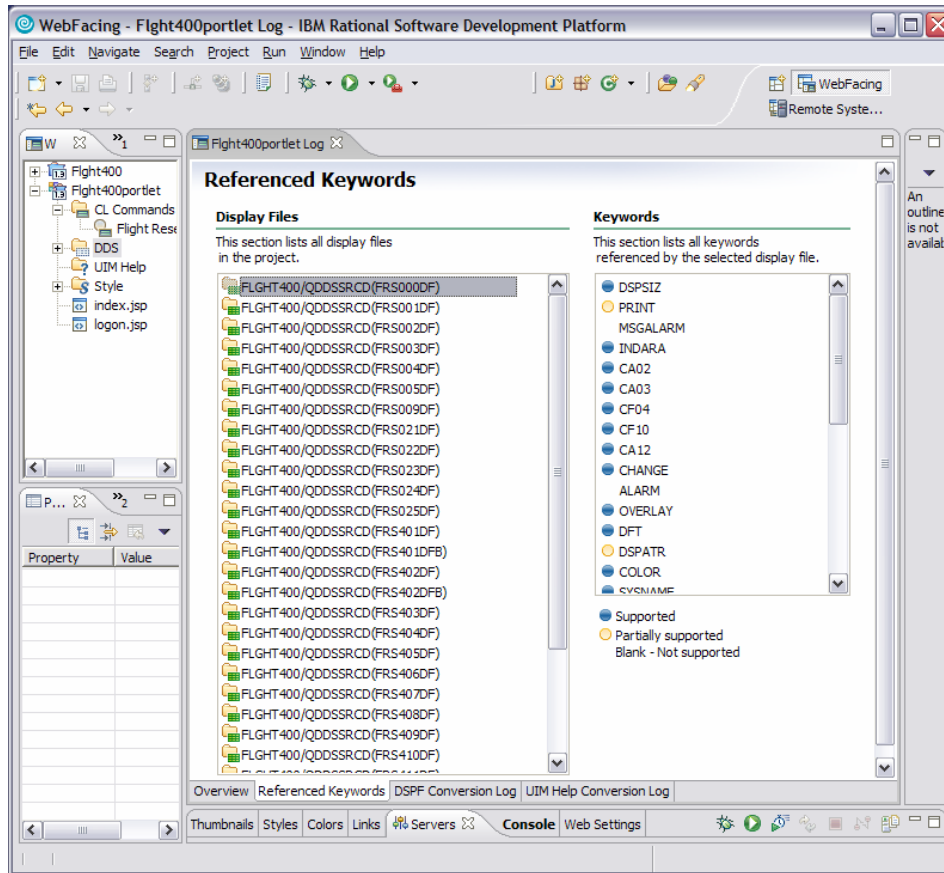 WebFacing - Flght400portlet Log - IBM Rational Software Development Platform
File Edit Navigate Search Project Run Window Help
WebFacing
Remote Syste...
W
1
Flght400portlet Log
Flght400
Flght400portlet
CL Commands
Flight Rese
DDS
UIM Help
Style
index.jsp
logon.jsp
P...
2
Property Value
Referenced Keywords
Display Files
This section lists all display files
in the project.
FLGHT400/QDDSSRCD(FRS000DF)
FLGHT400/QDDSSRCD(FRS001DF)
FLGHT400/QDDSSRCD(FRS002DF)
FLGHT400/QDDSSRCD(FRS003DF)
FLGHT400/QDDSSRCD(FRS004DF)
FLGHT400/QDDSSRCD(FRS005DF)
FLGHT400/QDDSSRCD(FRS009DF)
FLGHT400/QDDSSRCD(FRS021DF)
FLGHT400/QDDSSRCD(FRS022DF)
FLGHT400/QDDSSRCD(FRS023DF)
FLGHT400/QDDSSRCD(FRS024DF)
FLGHT400/QDDSSRCD(FRS025DF)
FLGHT400/QDDSSRCD(FRS401DF)
FLGHT400/QDDSSRCD(FRS401DFB)
FLGHT400/QDDSSRCD(FRS402DF)
FLGHT400/QDDSSRCD(FRS402DFB)
FLGHT400/QDDSSRCD(FRS403DF)
FLGHT400/QDDSSRCD(FRS404DF)
FLGHT400/QDDSSRCD(FRS405DF)
FLGHT400/QDDSSRCD(FRS406DF)
FLGHT400/QDDSSRCD(FRS407DF)
FLGHT400/QDDSSRCD(FRS408DF)
FLGHT400/QDDSSRCD(FRS409DF)
FLGHT400/QDDSSRCD(FRS410DF)
Keywords
This section lists all keywords
referenced by the selected display file.
DSPSIZ
PRINT
MSGALARM
INDARA
CA02
CA03
CF04
CF10
CA12
CHANGE
ALARM
OVERLAY
DFT
DSPATR
COLOR
SYSNAME
Supported
Partially supported
Blank - Not supported
An
outline
is not
availab
Overview Referenced Keywords DSPF Conversion Log UIM Help Conversion Log
Thumbnails Styles Colors Links Servers Console Web Settings